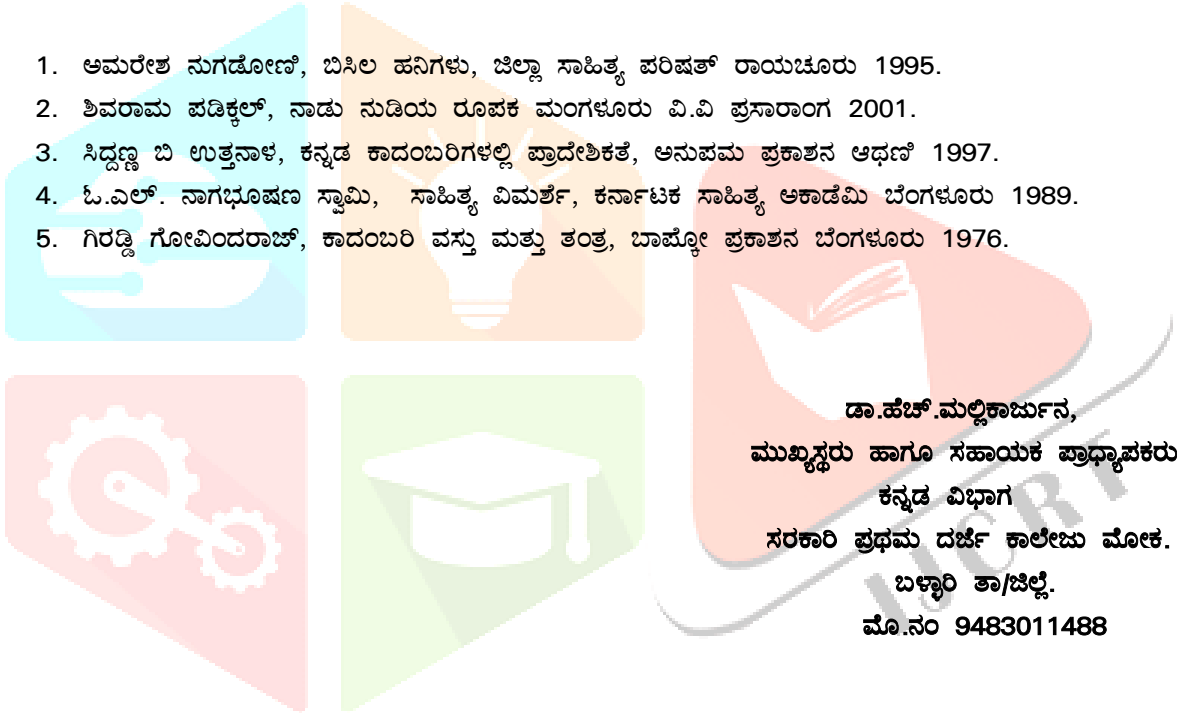 1. ಅಮರೇಶ ನುಗಡೋಣಿ, ಬಿಸಿಲ ಹನಿಗಳು, ಜಿಲ್ಲಾ ಸಾಹಿತ್ಯ ಪರಿಷತ್ ರಾಯಚೂರು 1995.
2. ಶಿವರಾಮ ಪಡಿಕ್ಕಲ್, ನಾಡು ನುಡಿಯ ರೂಪಕ ಮಂಗಳೂರು ವಿ.ವಿ ಪ್ರಸಾರಾಂಗ 2001.
3. ಸಿದ್ದಣ್ಣ ಬಿ ಉತ್ತನಾಳ, ಕನ್ನಡ ಕಾದಂಬರಿಗಳಲ್ಲಿ ಪ್ರಾದೇಶಿಕತೆ, ಅನುಪಮ ಪ್ರಕಾಶನ ಆಥಣಿ 1997.
4. ಓ.ಎಲ್. ನಾಗಭೂಷಣ ಸ್ವಾಮಿ, ಸಾಹಿತ್ಯ ವಿಮರ್ಶೆ, ಕರ್ನಾಟಕ ಸಾಹಿತ್ಯ ಅಕಾಡೆಮಿ ಬೆಂಗಳೂರು 1989.
5. ಗಿರಡ್ಡಿ ಗೋವಿಂದರಾಜ್, ಕಾದಂಬರಿ ವಸ್ತು ಮತ್ತು ತಂತ್ರ, ಬಾಪ್ಕೋ ಪ್ರಕಾಶನ ಬೆಂಗಳೂರು 1976.
ಡಾ.ಹೆಚ್.ಮಲ್ಲಿಕಾರ್ಜುನ,
ಮುಖ್ಯಸ್ಥರು ಹಾಗೂ ಸಹಾಯಕ ಪ್ರಾಧ್ಯಾಪಕರು
ಕನ್ನಡ ವಿಭಾಗ
ಸರಕಾರಿ ಪ್ರಥಮ ದರ್ಜೆ ಕಾಲೇಜು ಮೋಕ.
ಬಳ್ಳಾರಿ ತಾ/ಜಿಲ್ಲೆ.
ಮೊ.ನಂ 9483011488
IJCRT